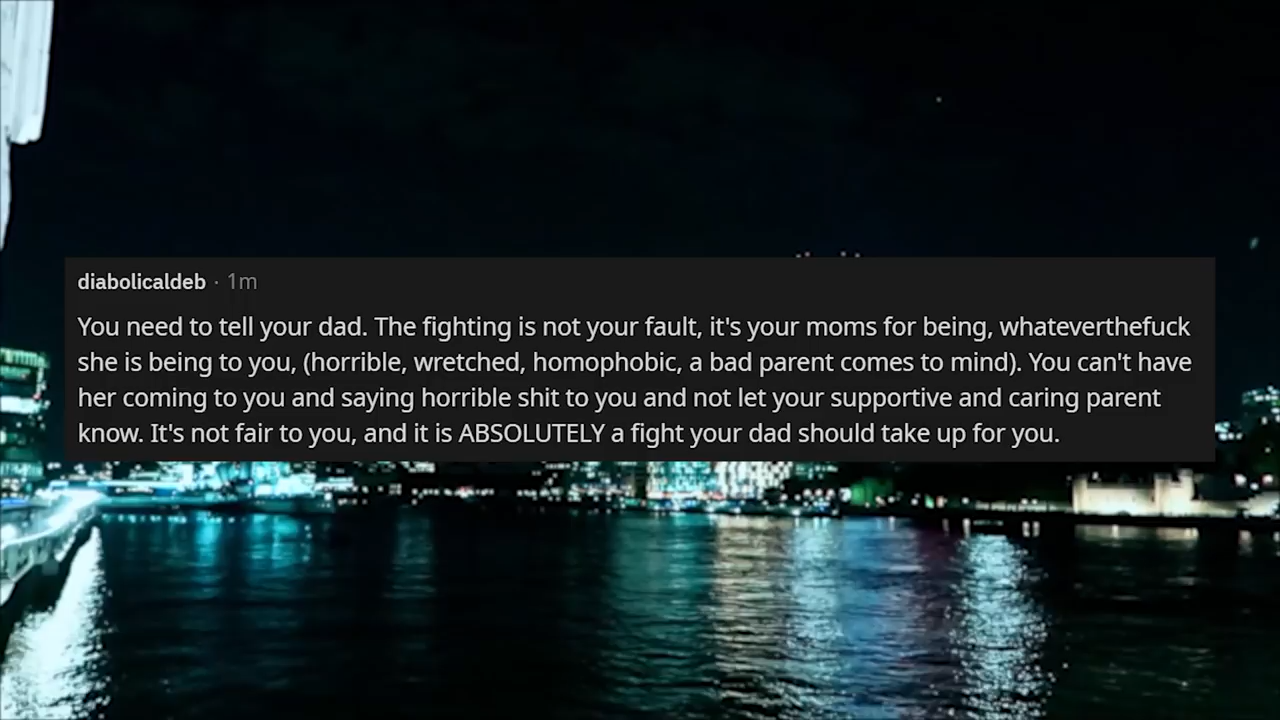 diabolicaldeb · 1m
You need to tell your dad. The fighting is not your fault, it's your moms for being, whateverthefuck
she is being to you, (horrible, wretched, homophobic, a bad parent comes to mind). You can't have
her coming to you and saying horrible shit to you and not let your supportive and caring parent
know. It's not fair to you, and it is ABSOLUTELY a fight your dad should take up for you.